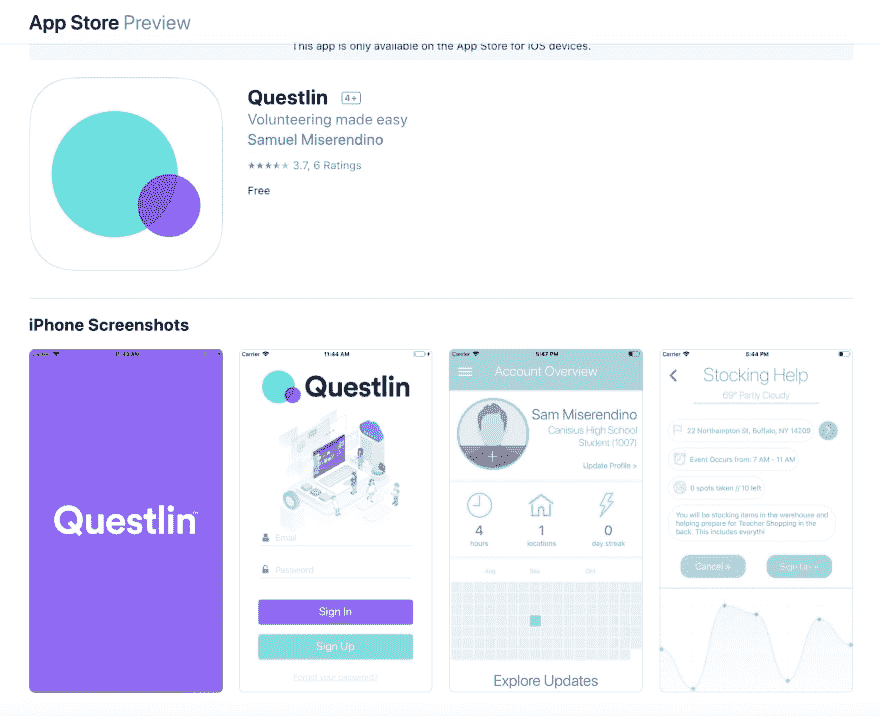 App Store Preview
This app is only available on the App Store for iOS devices.
Questlin 4+
Volunteering made easy
Samuel Miserendino
★★★★★ 3.7, 6 Ratings
Free
iPhone Screenshots
Questlin
Carrier 11:44 AM
Questlin
Email
Password
Sign In
Sign Up
Forgot your password?
Carrier 5:47 PM
Account Overview
Sam Miserendino
Canisius High School
Student (1007)
Update Profile »
4 1 0
hours locations day streak
Aug Sep Oct
Explore Updates
Carrier 5:44 PM
Stocking Help
69° Partly Cloudy
22 Northampton St, Buffalo, NY 14209
Event Occurs from: 7 AM - 11 AM
0 spots taken // 10 left
You will be stocking items in the warehouse and
helping prepare for Teacher Shopping in the
back. This includes everythi
Cancel » Sign Up »